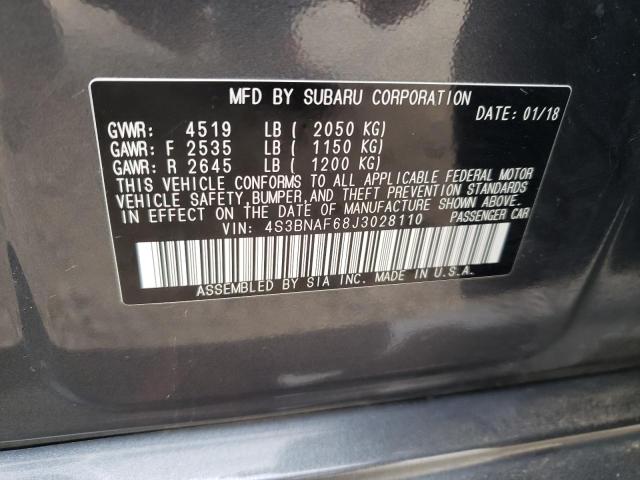 MFD BY SUBARU CORPORATION
DATE: 01/18
GVWR: 4519 LB ( 2050 KG)
GAWR: F 2535 LB ( 1150 KG)
GAWR: R 2645 LB ( 1200 KG)
THIS VEHICLE CONFORMS TO ALL APPLICABLE FEDERAL MOTOR
VEHICLE SAFETY, BUMPER, AND THEFT PREVENTION STANDARDS
IN EFFECT ON THE DATE OF MANUFACTURE SHOWN ABOVE.
VIN: 4S3BNAF68J3028110 PASSENGER CAR
ASSEMBLED BY SIA INC. MADE IN U.S.A.